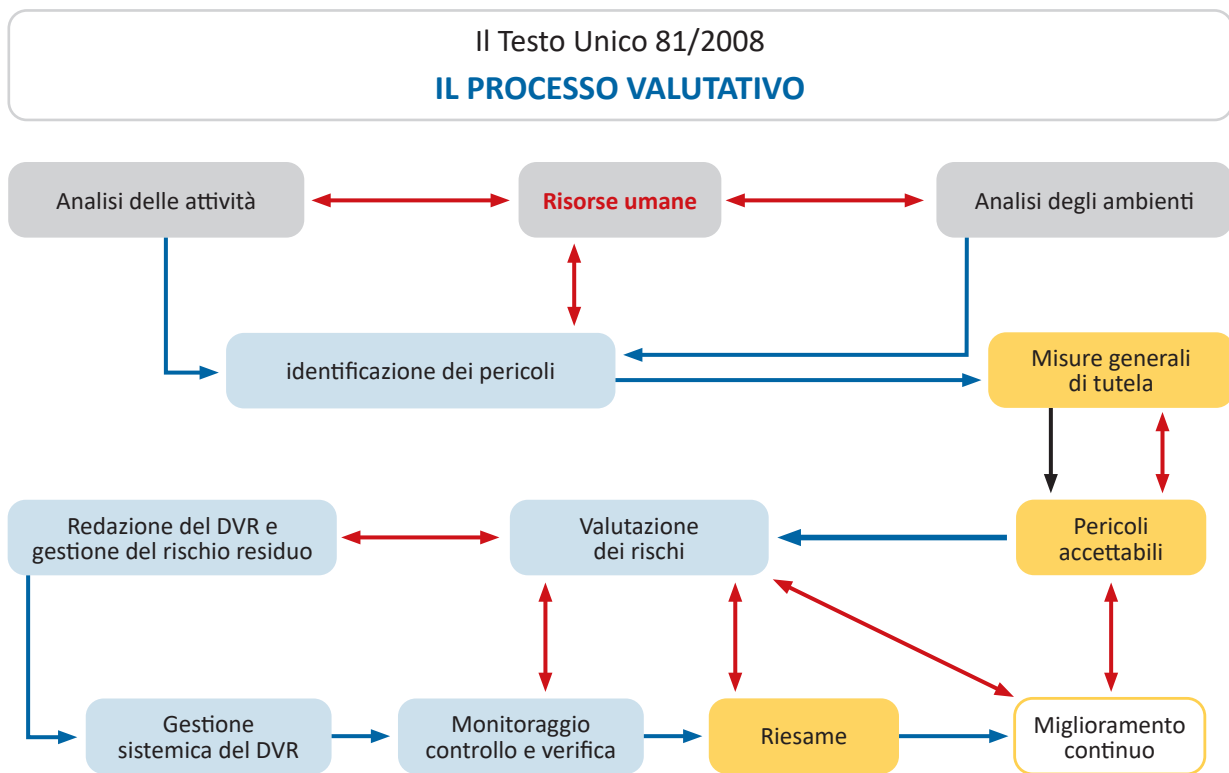 Il Testo Unico 81/2008
IL PROCESSO VALUTATIVO
Analisi delle attività
Risorse umane
Analisi degli ambienti
identificazione dei pericoli
Misure generali
di tutela
Redazione del DVR e
gestione del rischio residuo
Valutazione
dei rischi
Pericoli
accettabili
Gestione
sistemica del DVR
Monitoraggio
controllo e verifica
Riesame
Miglioramento
continuo